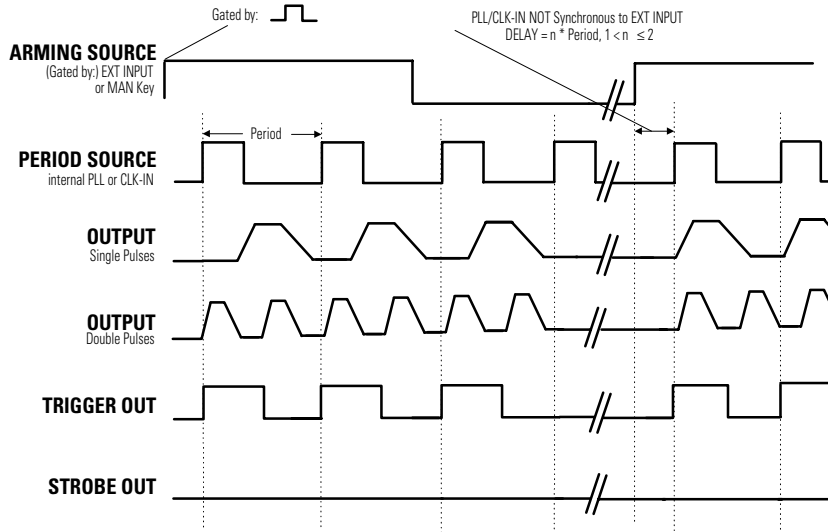 Gated by:
PLL/CLK-IN NOT Synchronous to EXT INPUT
DELAY = n * Period, 1 < n ≤ 2
ARMING SOURCE
(Gated by:) EXT INPUT
or MAN Key
Period
PERIOD SOURCE
internal PLL or CLK-IN
OUTPUT
Single Pulses
OUTPUT
Double Pulses
TRIGGER OUT
STROBE OUT